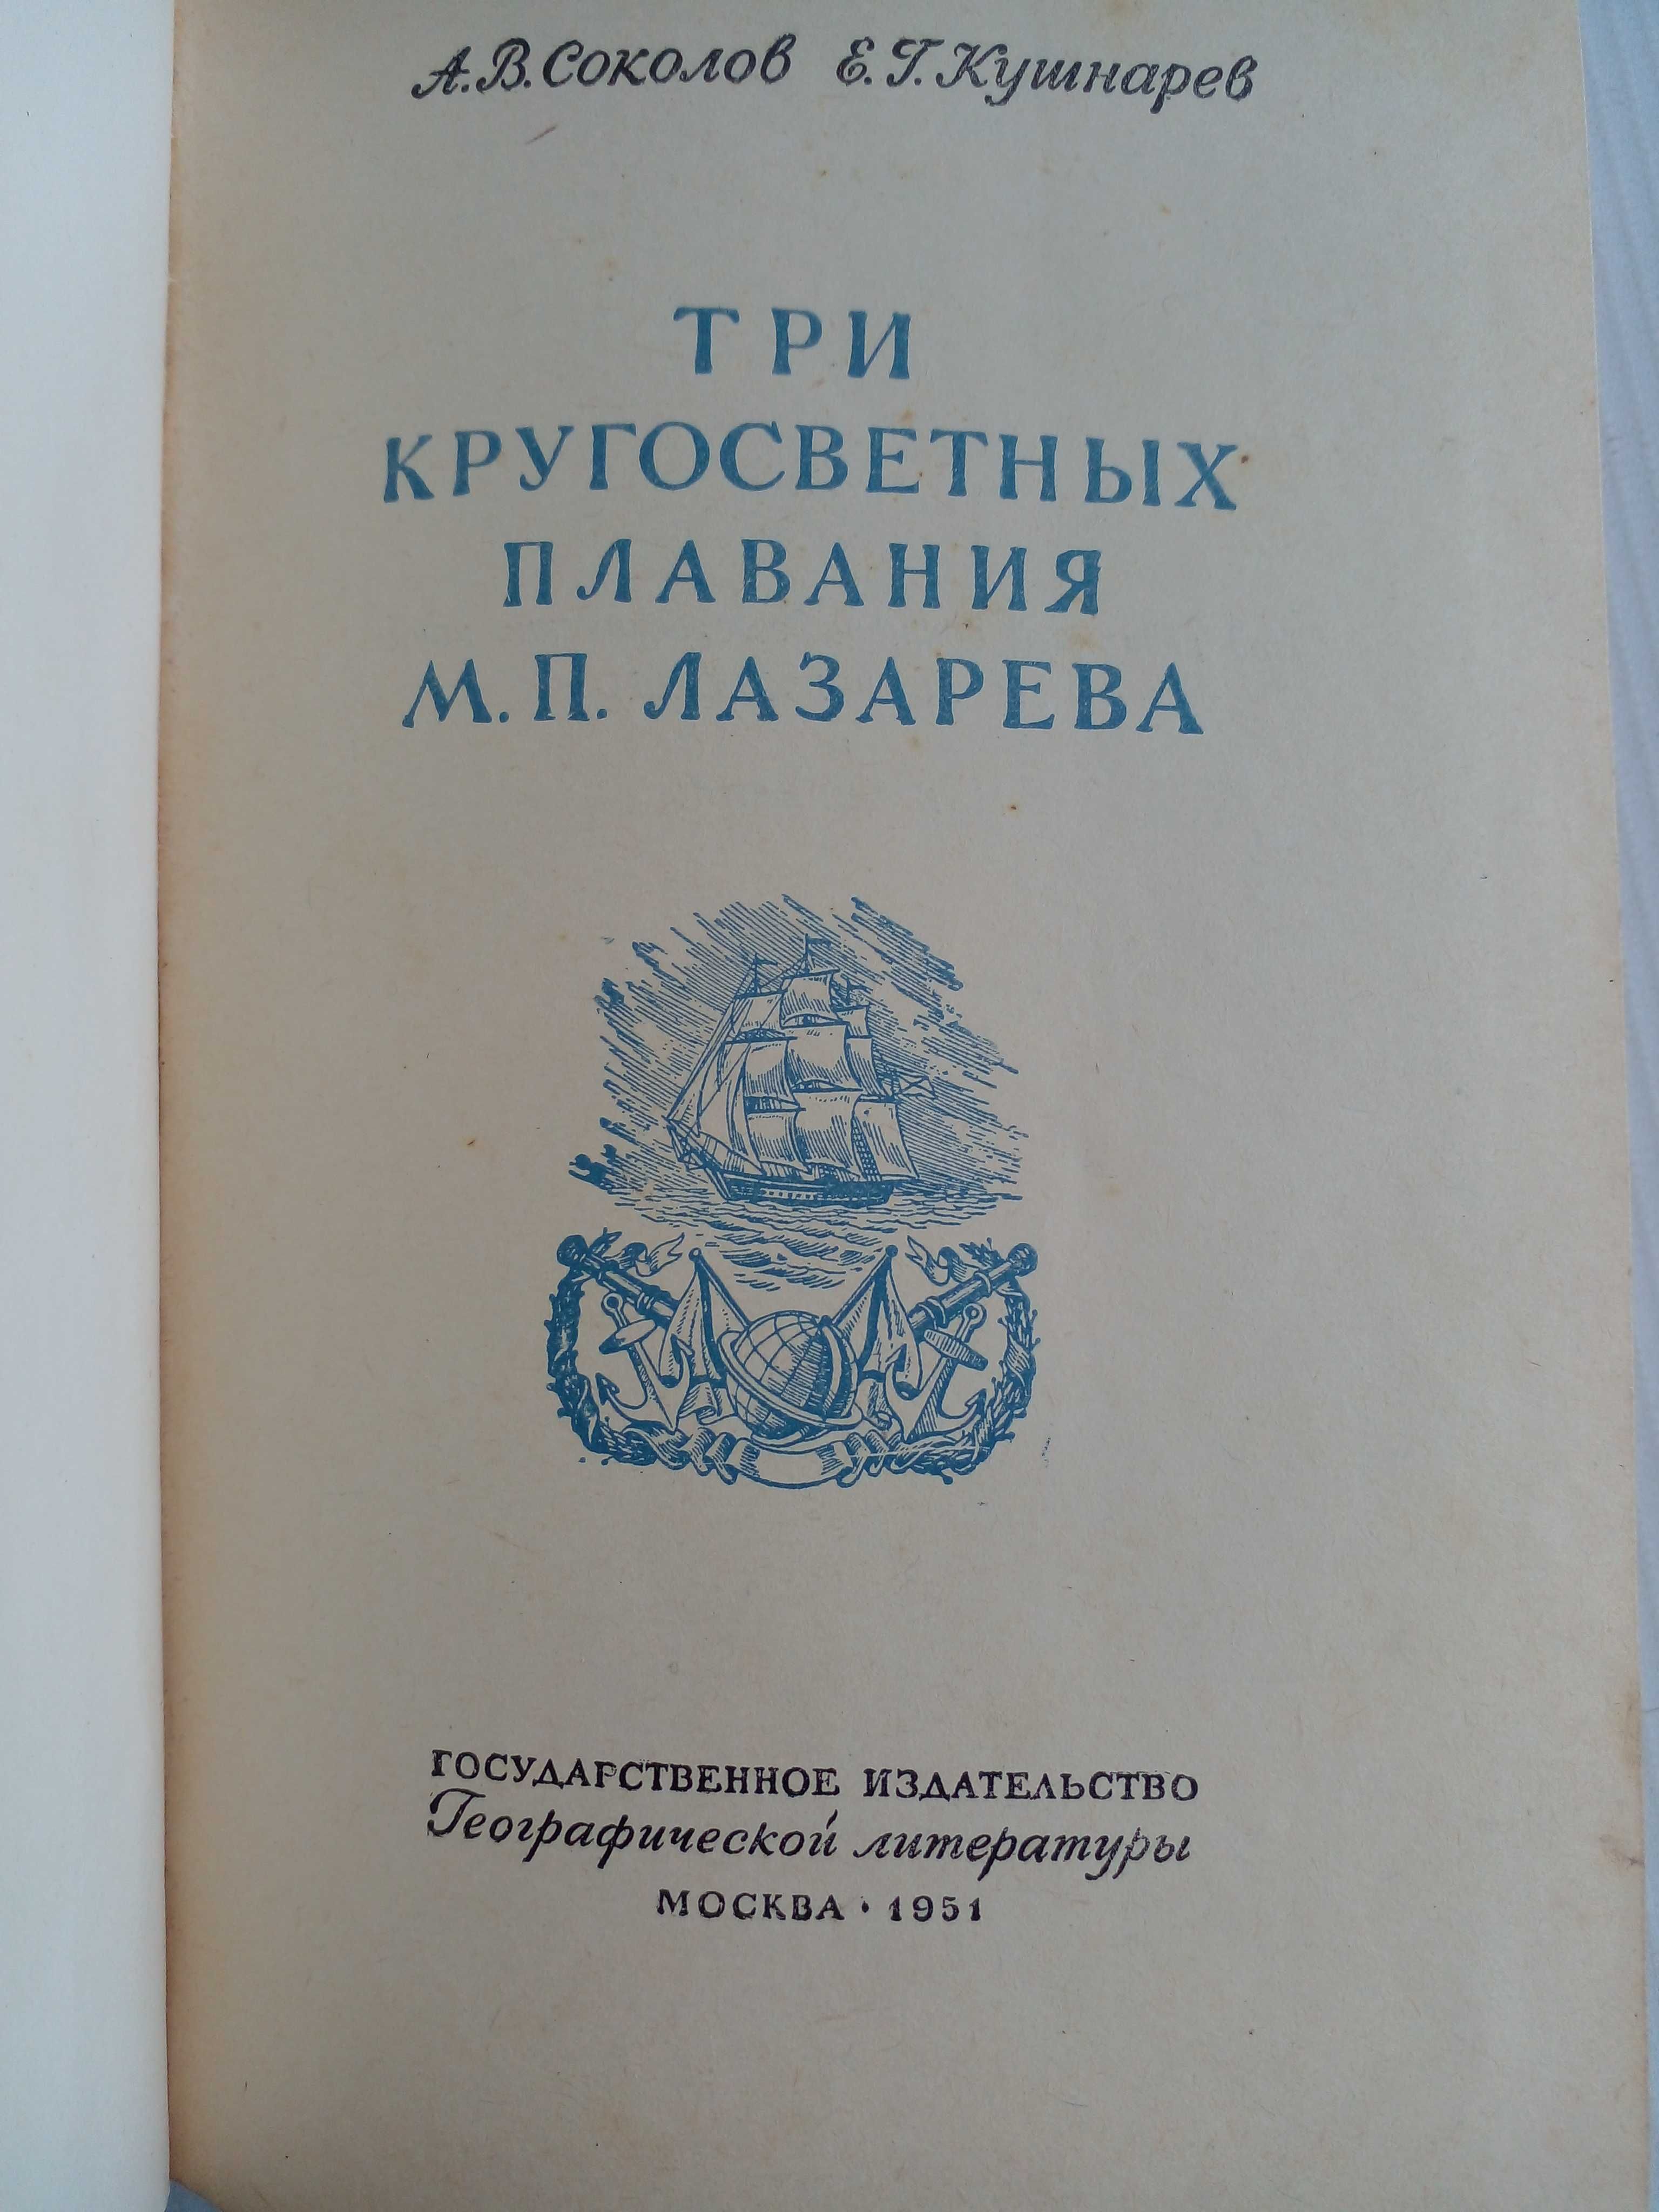 А. В. Соколов Е. Г. Кушнарев
ТРИ
КРУГОСВЕТНЫХ
ПЛАВАНИЯ
М. П. ЛАЗАРЕВА
ГОСУДАРСТВЕННОЕ ИЗДАТЕЛЬСТВО
Географической литературы
МОСКВА • 1951